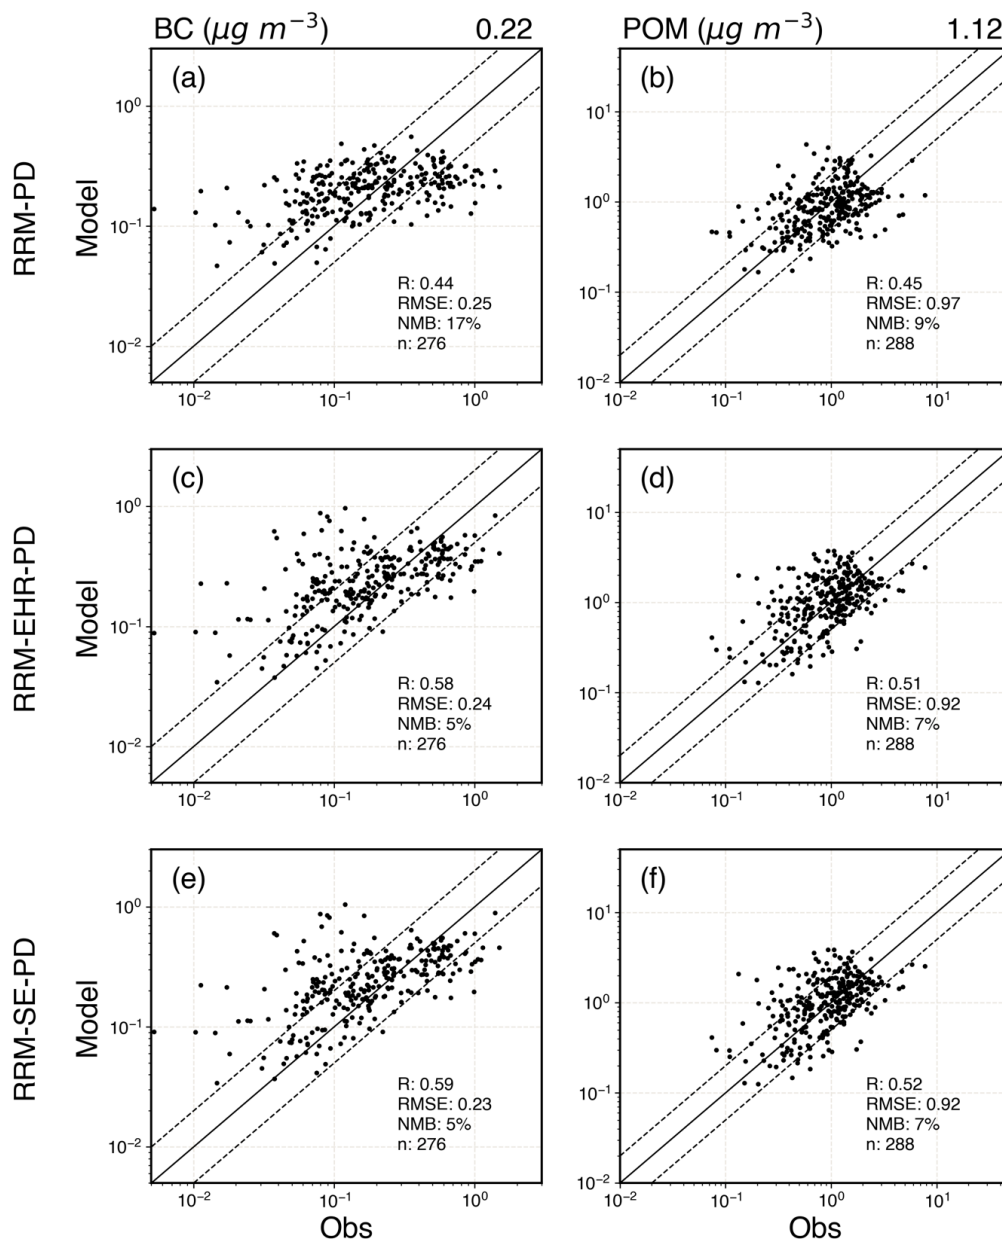 BC (μg m⁻³) 0.22
POM (μg m⁻³) 1.12
RRM-PD
Model
(a)
10⁰
10⁻¹
10⁻²
R: 0.44
RMSE: 0.25
NMB: 17%
n: 276
10⁻² 10⁻¹ 10⁰
(b)
10¹
10⁰
10⁻¹
10⁻²
R: 0.45
RMSE: 0.97
NMB: 9%
n: 288
10⁻² 10⁻¹ 10⁰ 10¹
RRM-EHR-PD
Model
(c)
10⁰
10⁻¹
10⁻²
R: 0.58
RMSE: 0.24
NMB: 5%
n: 276
10⁻² 10⁻¹ 10⁰
(d)
10¹
10⁰
10⁻¹
10⁻²
R: 0.51
RMSE: 0.92
NMB: 7%
n: 288
10⁻² 10⁻¹ 10⁰ 10¹
RRM-SE-PD
Model
(e)
10⁰
10⁻¹
10⁻²
R: 0.59
RMSE: 0.23
NMB: 5%
n: 276
10⁻² 10⁻¹ 10⁰
Obs
(f)
10¹
10⁰
10⁻¹
10⁻²
R: 0.52
RMSE: 0.92
NMB: 7%
n: 288
10⁻² 10⁻¹ 10⁰ 10¹
Obs